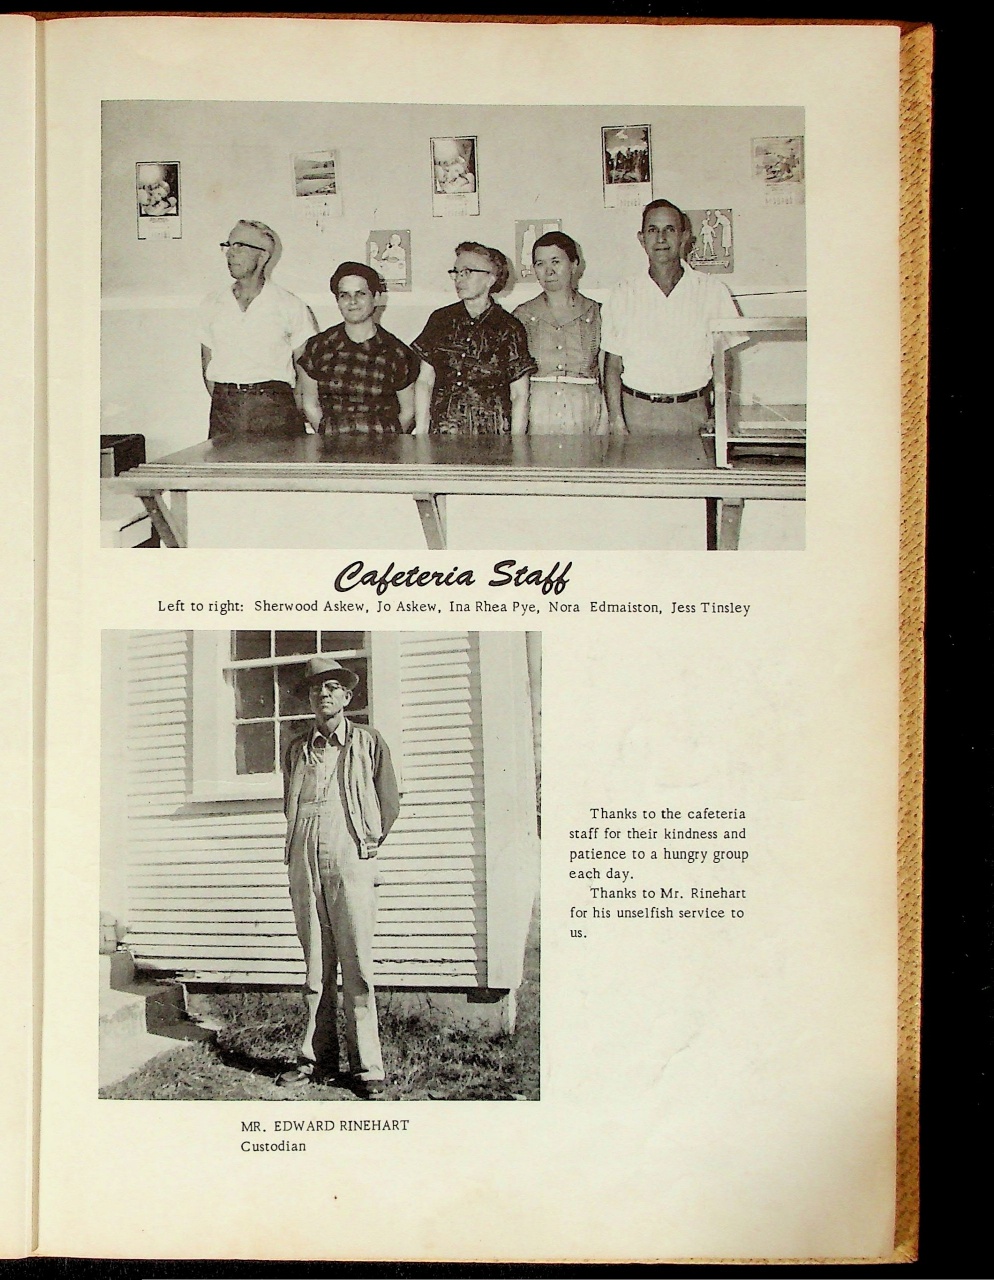 Cafeteria Staff
Left to right: Sherwood Askew, Jo Askew, Ina Rhea Pye, Nora Edmaiston, Jess Tinsley
Thanks to the cafeteria
staff for their kindness and
patience to a hungry group
each day.
Thanks to Mr. Rinehart
for his unselfish service to
us.
MR. EDWARD RINEHART
Custodian